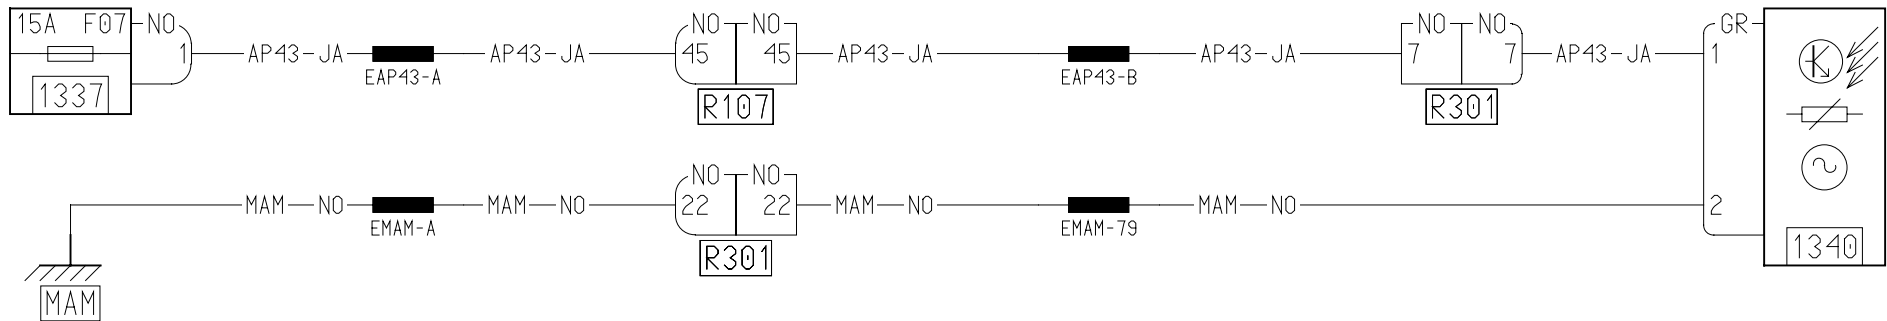 15A F07 NO NO NO NO NO GR
1 AP43-JA AP43-JA 45 45 AP43-JA AP43-JA 7 7 AP43-JA 1
EAP43-A EAP43-B
1337 R107 R301
NO NO
MAM NO MAM NO 22 22 MAM NO MAM NO 2
EMAM-A EMAM-79
R301 1340
MAM